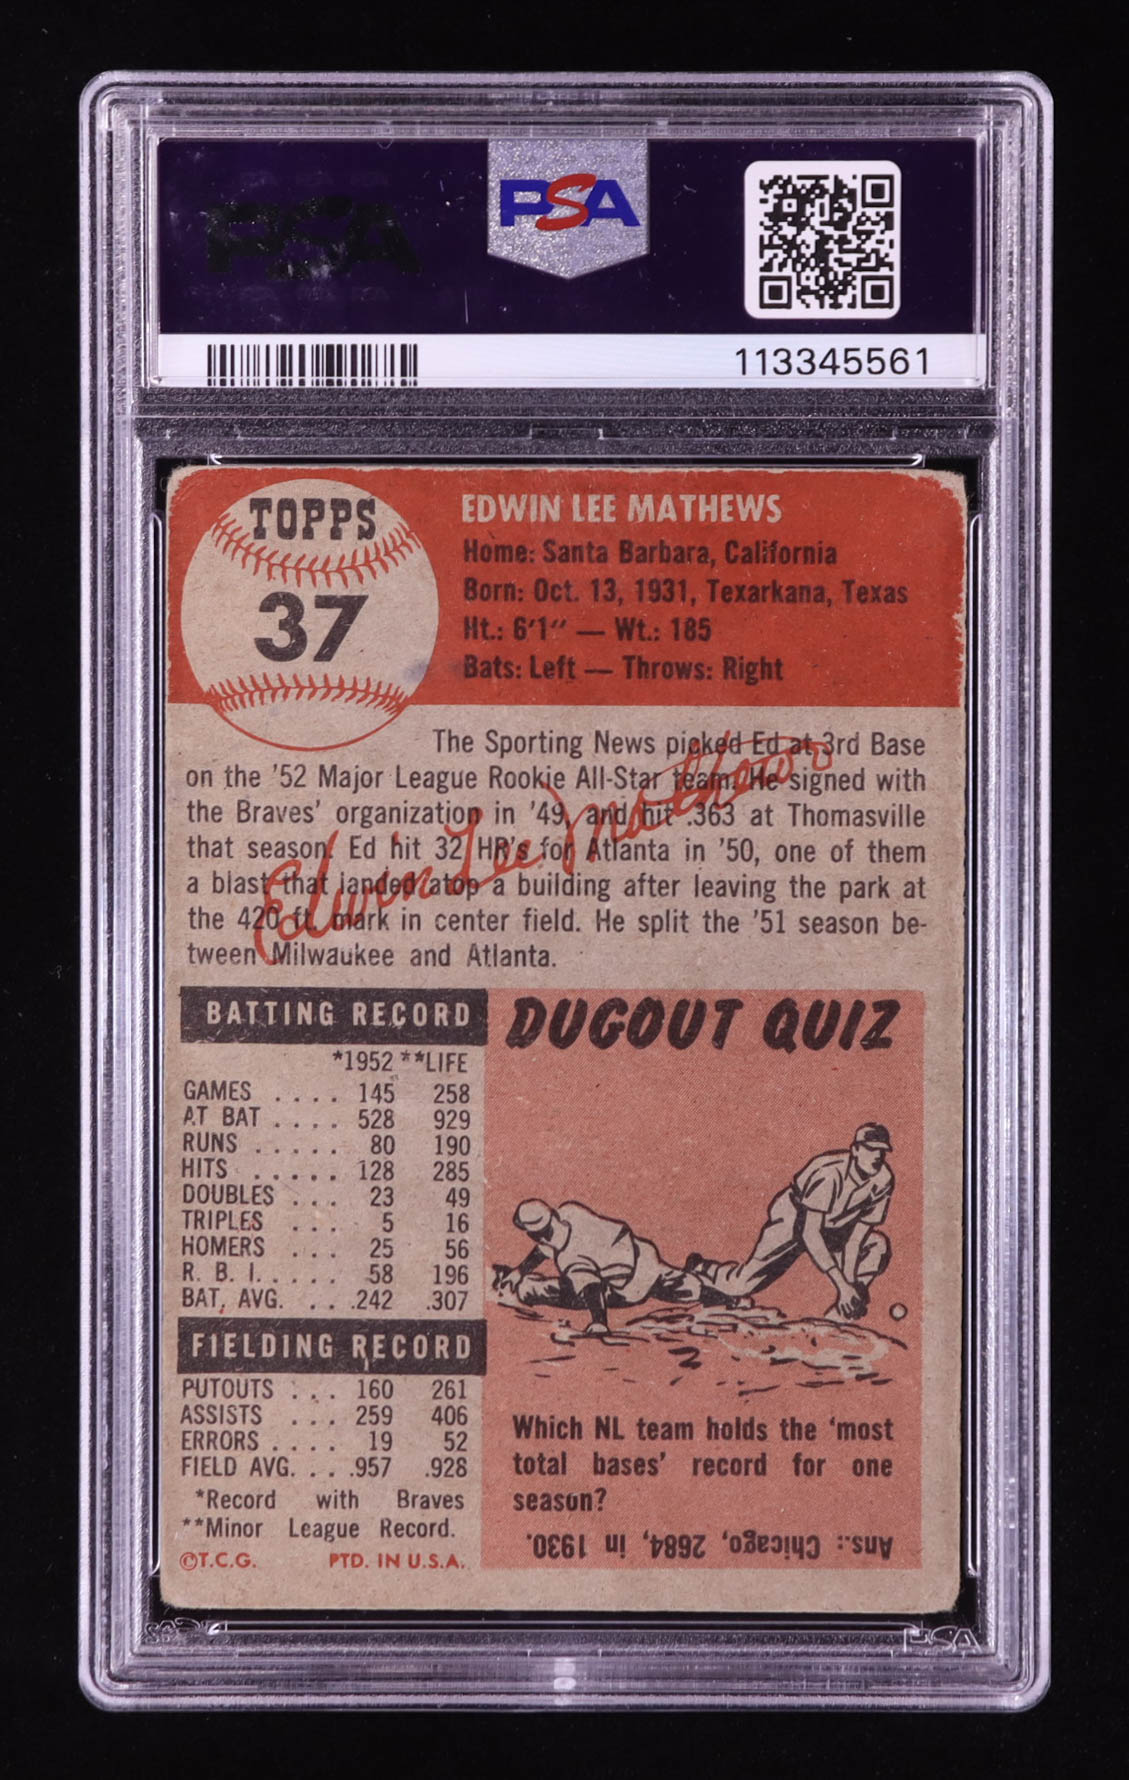 PSA
PSA
113345561
TOPPS
37
EDWIN LEE MATHEWS
Home: Santa Barbara, California
Born: Oct. 13, 1931, Texarkana, Texas
Ht.: 6'1" — Wt.: 185
Bats: Left — Throws: Right
The Sporting News picked Ed at 3rd Base
on the '52 Major League Rookie All-Star team. He signed with
the Braves' organization in '49, and hit .363 at Thomasville
that season. Ed hit 32 HR's for Atlanta in '50, one of them
a blast that landed atop a building after leaving the park at
the 420 ft. mark in center field. He split the '51 season be-
tween Milwaukee and Atlanta.
Edwin Lee Mathews
BATTING RECORD
*1952 **LIFE
GAMES .... 145 258
AT BAT .... 528 929
RUNS ..... 80 190
HITS ..... 128 285
DOUBLES ... 23 49
TRIPLES ... 5 16
HOMERS ... 25 56
R. B. I. .... 58 196
BAT. AVG. ... .242 .307
FIELDING RECORD
PUTOUTS ... 160 261
ASSISTS ... 259 406
ERRORS .... 19 52
FIELD AVG. ... .957 .928
*Record with Braves
**Minor League Record.
©T.C.G. PTD. IN U.S.A.
DUGOUT QUIZ
Which NL team holds the 'most
total bases' record for one
season?
Ans.: Chicago, 2684, in 1930.
PSA